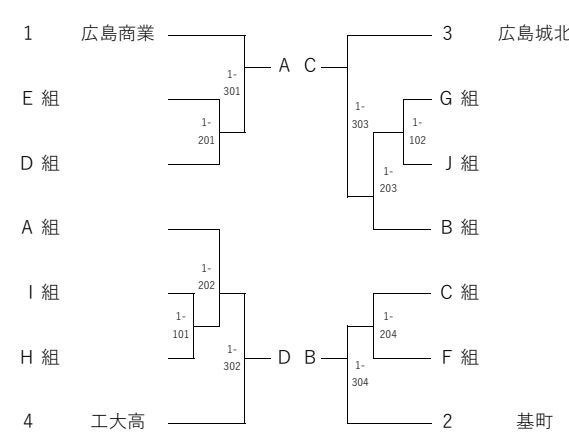 1 広島商業
A C
3 広島城北
1-
301
E 組
G 組
1-
201
1-
303
1-
102
D 組
J 組
1-
203
A 組
B 組
1-
202
I 組
C 組
1-
101
1-
204
H 組
1-
302
D B
1-
304
F 組
4 工大高
2 基町